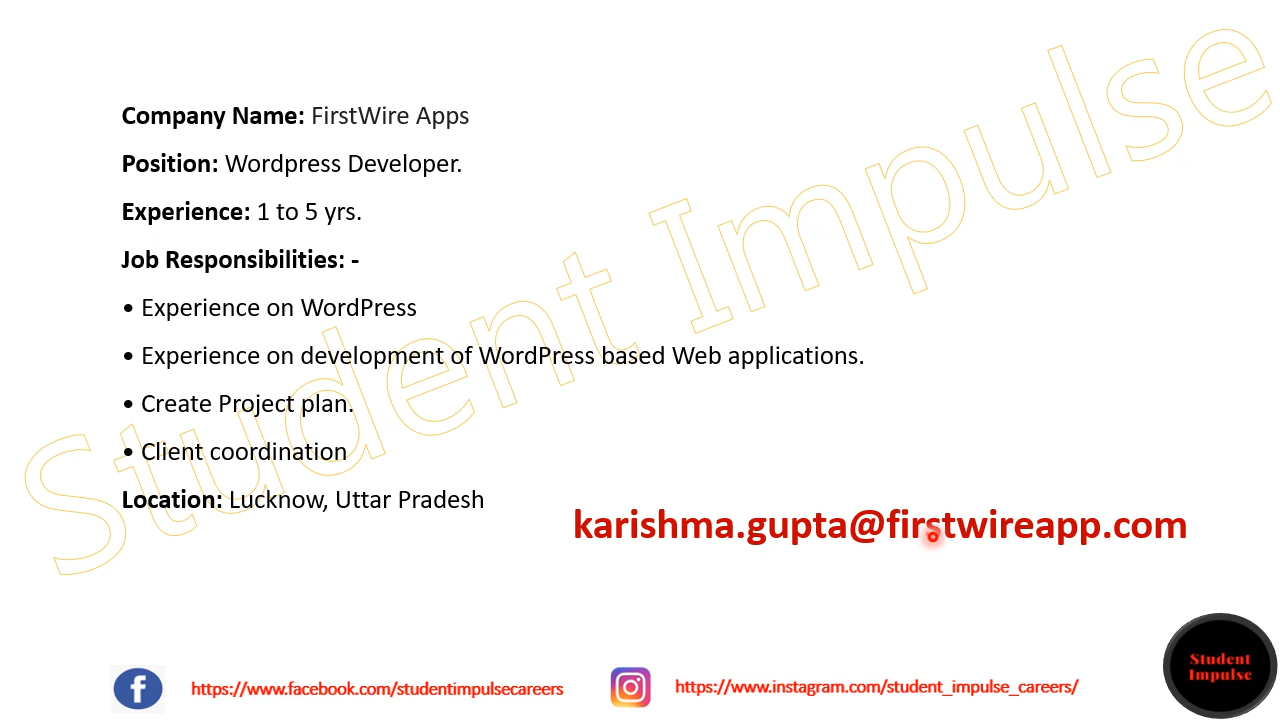 Company Name: FirstWire Apps
Position: Wordpress Developer.
Experience: 1 to 5 yrs.
Job Responsibilities: -
• Experience on WordPress
• Experience on development of WordPress based Web applications.
• Create Project plan.
• Client coordination
Location: Lucknow, Uttar Pradesh
karishma.gupta@firstwireapp.com
Student Impulse
https://www.facebook.com/studentimpulsecareers
https://www.instagram.com/student_impulse_careers/
Student
Impulse